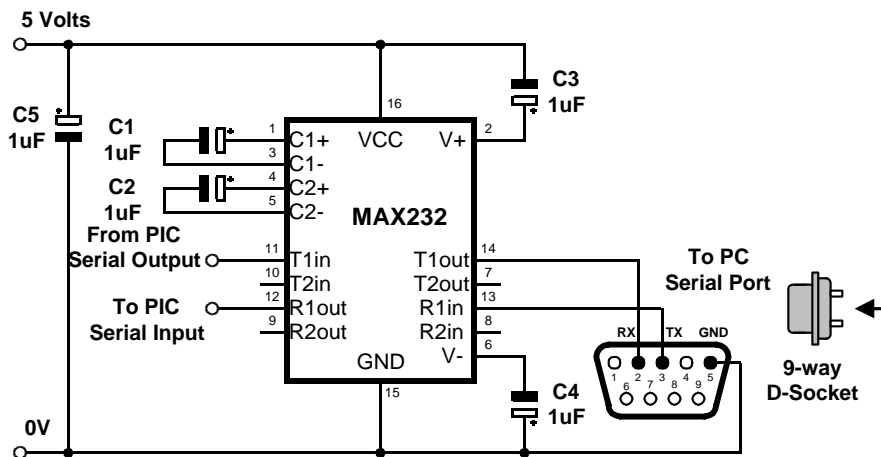 5 Volts
C5
1uF
+
C1
1uF
+
C2
1uF
+
C3
1uF
+
16
1
C1+
VCC
V+
2
3
C1-
4
C2+
5
C2-
MAX232
From PIC
Serial Output
11
T1in
T1out
14
10
T2in
T2out
7
To PIC
Serial Input
12
R1out
R1in
13
9
R2out
R2in
8
V-
6
GND
15
C4
1uF
+
To PC
Serial Port
RX
TX
GND
1
2
3
4
5
6
7
8
9
9-way
D-Socket
0V